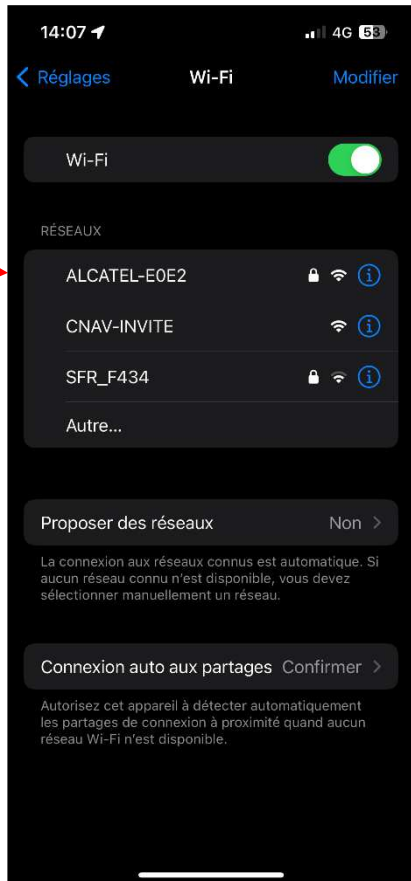 14:07 4G 53
Réglages Wi-Fi Modifier
Wi-Fi
RÉSEAUX
ALCATEL-E0E2
CNAV-INVITE
SFR_F434
Autre...
Proposer des réseaux Non
La connexion aux réseaux connus est automatique. Si
aucun réseau connu n'est disponible, vous devez
sélectionner manuellement un réseau.
Connexion auto aux partages Confirmer
Autorisez cet appareil à détecter automatiquement
les partages de connexion à proximité quand aucun
réseau Wi-Fi n'est disponible.